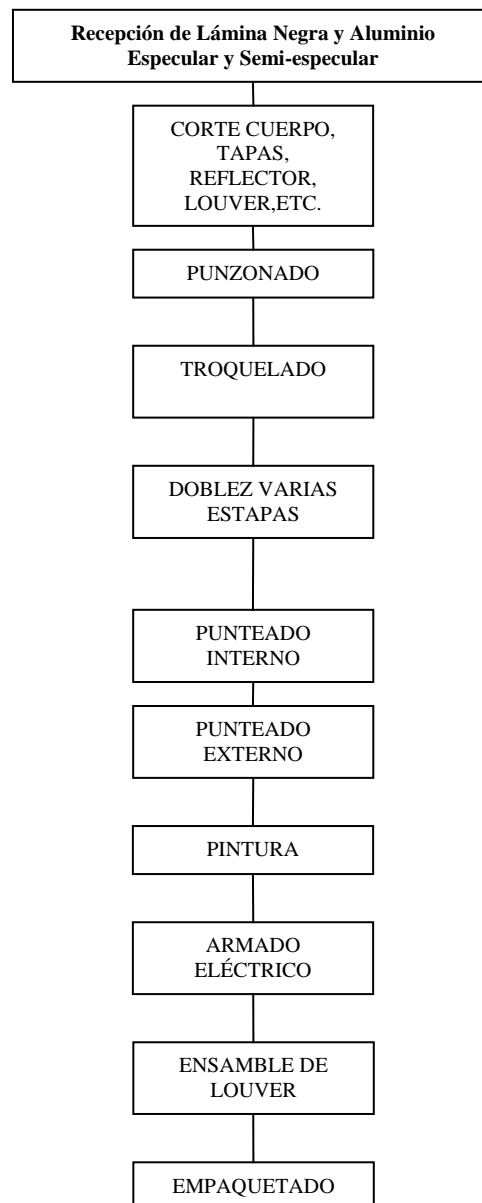 Recepción de Lámina Negra y Aluminio
Especular y Semi-especular
CORTE CUERPO,
TAPAS,
REFLECTOR,
LOUVER,ETC.
PUNZONADO
TROQUELADO
DOBLEZ VARIAS
ESTAPAS
PUNTEADO
INTERNO
PUNTEADO
EXTERNO
PINTURA
ARMADO
ELÉCTRICO
ENSAMBLE DE
LOUVER
EMPAQUETADO